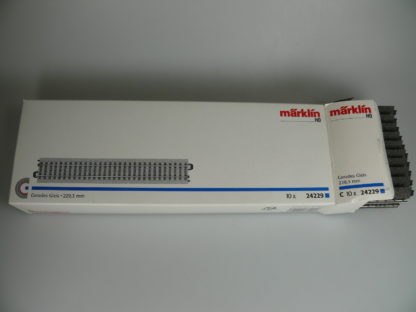 märklin
H0
Gerades Gleis • 229,3 mm
10 x 24229
märklin
H0
Gerades Gleis
229,3 mm
C 10 x 24229